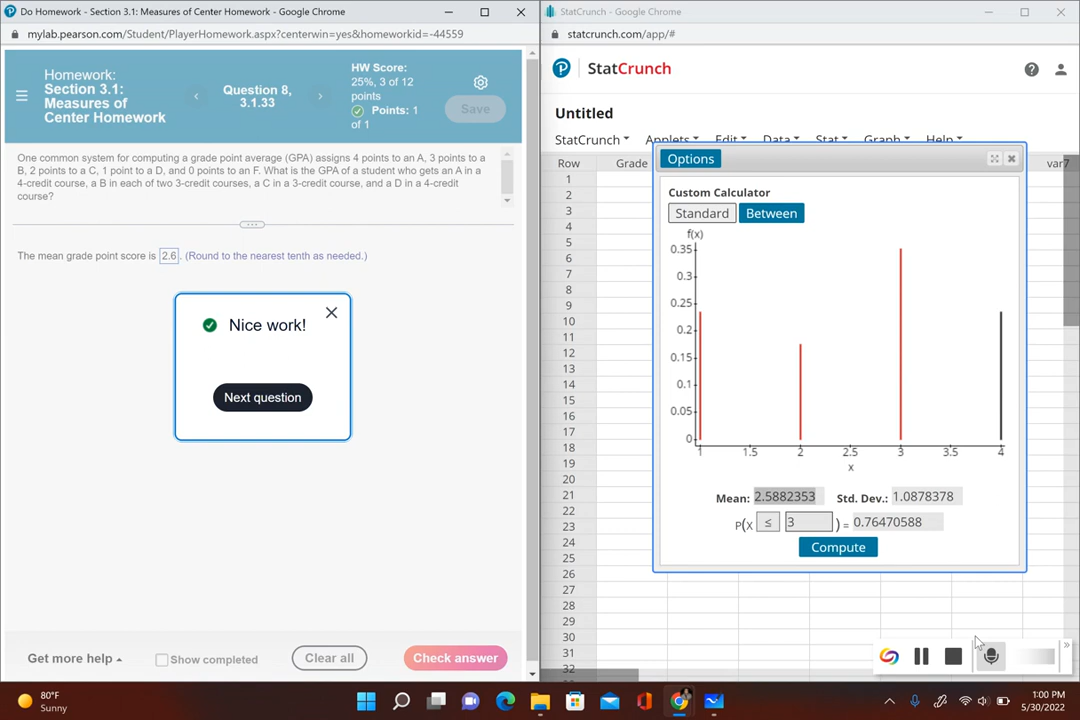 Do Homework - Section 3.1: Measures of Center Homework - Google Chrome
mylab.pearson.com/Student/PlayerHomework.aspx?centerwin=yes&homeworkid=-44559
Homework:
Section 3.1:
Measures of
Center Homework
Question 8,
3.1.33
HW Score:
25%, 3 of 12
points
Points: 1
of 1
Save
One common system for computing a grade point average (GPA) assigns 4 points to an A, 3 points to a
B, 2 points to a C, 1 point to a D, and 0 points to an F. What is the GPA of a student who gets an A in a
4-credit course, a B in each of two 3-credit courses, a C in a 3-credit course, and a D in a 4-credit
course?
The mean grade point score is 2.6. (Round to the nearest tenth as needed.)
Nice work!
Next question
Get more help
Show completed
Clear all
Check answer
StatCrunch - Google Chrome
statcrunch.com/app/#
StatCrunch
Untitled
StatCrunch Applets Edit Data Stat Graph Help
Row Grade var7
1
2
3
4
5
6
7
8
9
10
11
12
13
14
15
16
17
18
19
20
21
22
23
24
25
26
27
28
29
30
31
32
Options
Custom Calculator
Standard Between
f(x)
0.35
0.3
0.25
0.2
0.15
0.1
0.05
0
1 1.5 2 2.5 3 3.5 4
x
Mean: 2.5882353 Std. Dev.: 1.0878378
P(X ≤ 3 ) = 0.76470588
Compute
80°F
Sunny
1:00 PM
5/30/2022